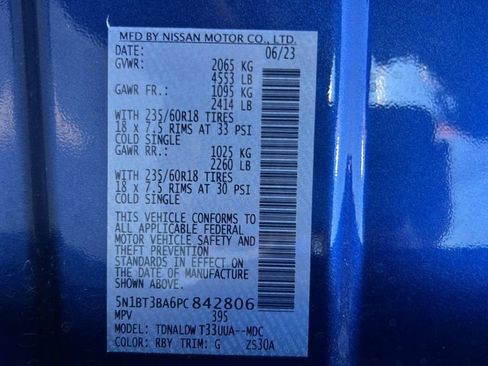 MFD BY NISSAN MOTOR CO., LTD.
DATE: 06/23
GVWR: 2065 KG
4553 LB
GAWR FR.: 1095 KG
2414 LB
WITH 235/60R18 TIRES
18 x 7.5 RIMS AT 33 PSI
COLD SINGLE
GAWR RR.: 1025 KG
2260 LB
WITH 235/60R18 TIRES
18 x 7.5 RIMS AT 30 PSI
COLD SINGLE
THIS VEHICLE CONFORMS TO
ALL APPLICABLE FEDERAL
MOTOR VEHICLE SAFETY AND
THEFT PREVENTION
STANDARDS IN EFFECT ON
THE DATE OF MANUFACTURE
SHOWN ABOVE.
5N1BT3BA6PC842806
MPV 395
MODEL: TDNALDW T33UUA--MDC
COLOR: RBY TRIM: G ZS30A